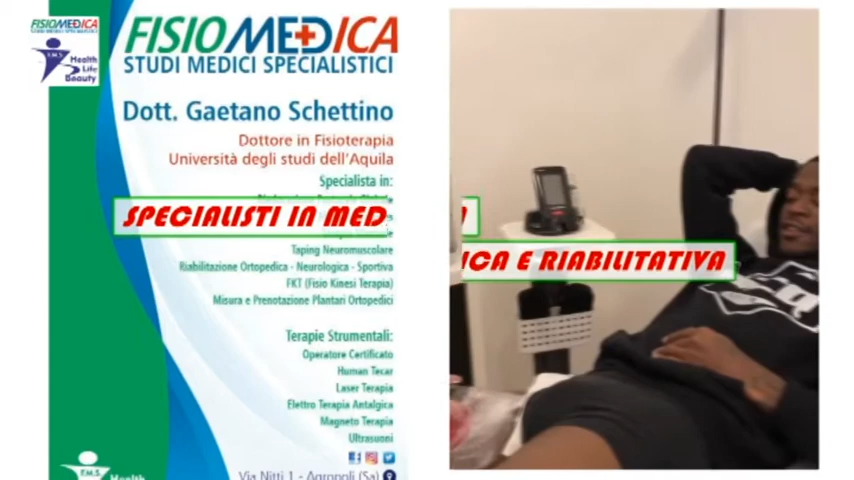 FISIOMEDICA
STUDI MEDICI SPECIALISTICI
F.M.S.
Health
Life
Beauty
FISIOMEDICA
STUDI MEDICI SPECIALISTICI
Dott. Gaetano Schettino
Dottore in Fisioterapia
Università degli studi dell'Aquila
Specialista in:
SPECIALISTI IN MED
Taping Neuromuscolare
ICA E RIABILITATIVA
Riabilitazione Ortopedica - Neurologica - Sportiva
FKT (Fisio Kinesi Terapia)
Misura e Prenotazione Plantari Ortopedici
Terapie Strumentali:
Operatore Certificato
Human Tecar
Laser Terapia
Elettro Terapia Antalgica
Magneto Terapia
Ultrasuoni
Via Nitti 1 - Agropoli (Sa)
F.M.S.
Health